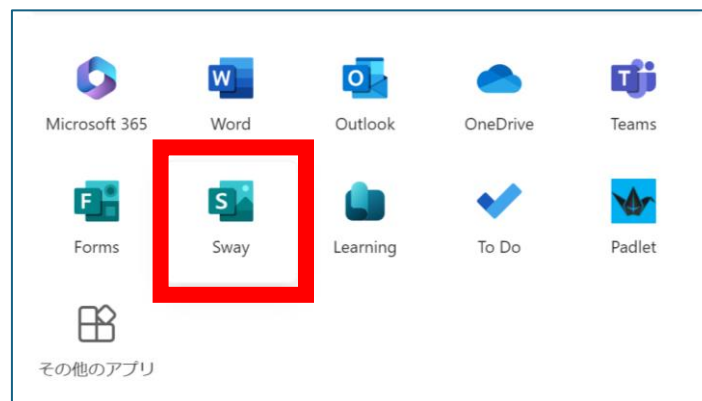 Microsoft 365 Word Outlook OneDrive Teams
Forms Sway Learning To Do Padlet
その他のアプリ